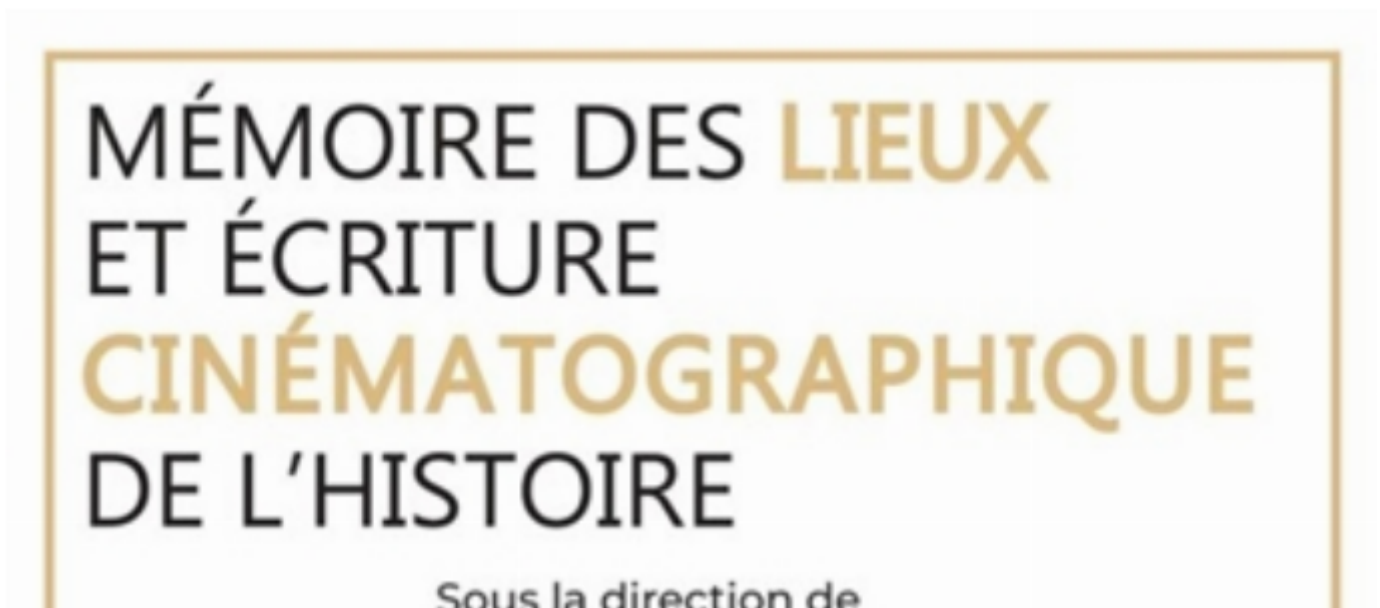 MÉMOIRE DES LIEUX
ET ÉCRITURE
CINÉMATOGRAPHIQUE
DE L’HISTOIRE
Sous la direction de